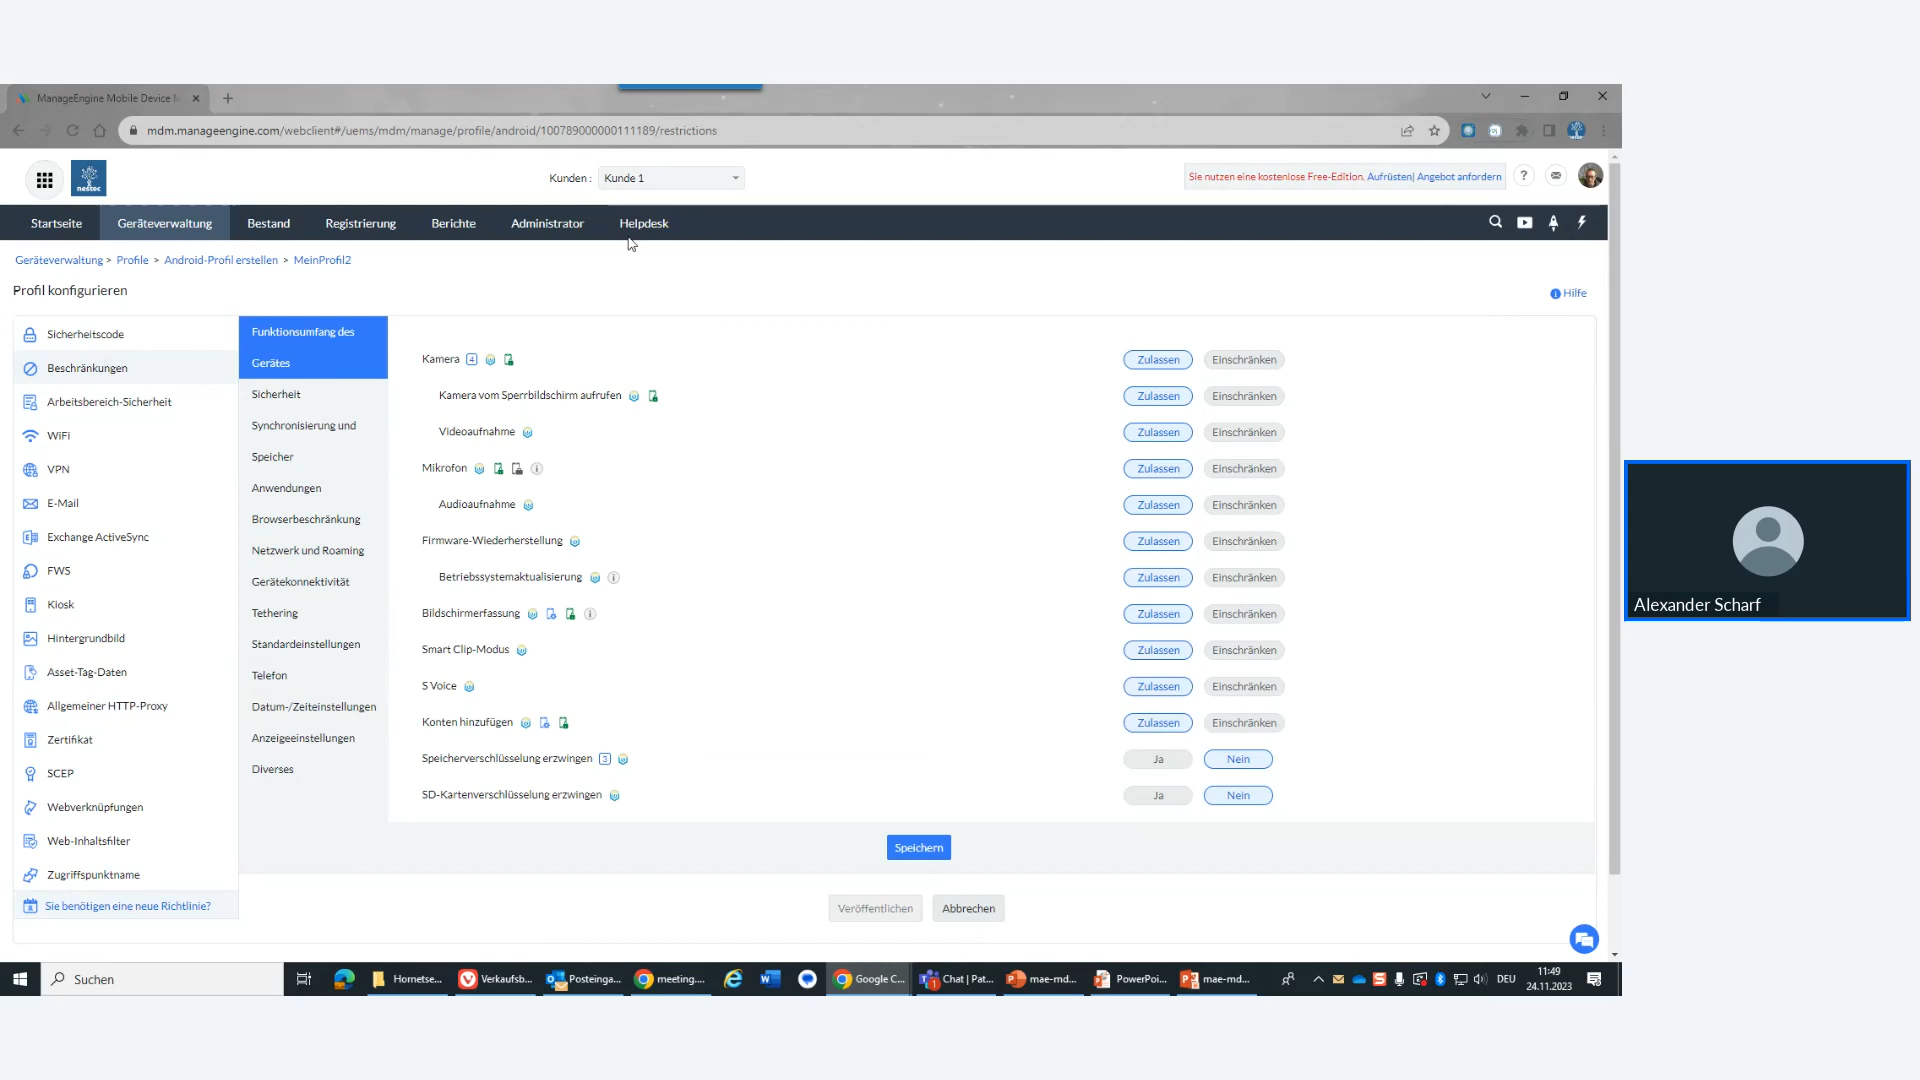 ManageEngine Mobile Device M
mdm.manageengine.com/webclient#/uems/mdm/manage/profile/android/100789000000111189/restrictions
nestec
Kunden :
Kunde 1
Sie nutzen eine kostenlose Free-Edition. Aufrüsten| Angebot anfordern
?
Startseite
Geräteverwaltung
Bestand
Registrierung
Berichte
Administrator
Helpdesk
Geräteverwaltung > Profile > Android-Profil erstellen > MeinProfil2
Profil konfigurieren
Hilfe
Sicherheitscode
Beschränkungen
Arbeitsbereich-Sicherheit
WiFi
VPN
E-Mail
Exchange ActiveSync
FWS
Kiosk
Hintergrundbild
Asset-Tag-Daten
Allgemeiner HTTP-Proxy
Zertifikat
SCEP
Webverknüpfungen
Web-Inhaltsfilter
Zugriffspunktname
Sie benötigen eine neue Richtlinie?
Funktionsumfang des
Gerätes
Sicherheit
Synchronisierung und
Speicher
Anwendungen
Browserbeschränkung
Netzwerk und Roaming
Gerätekonnektivität
Tethering
Standardeinstellungen
Telefon
Datum-/Zeiteinstellungen
Anzeigeeinstellungen
Diverses
Kamera 4 Zulassen Einschränken
Kamera vom Sperrbildschirm aufrufen Zulassen Einschränken
Videoaufnahme Zulassen Einschränken
Mikrofon Zulassen Einschränken
Audioaufnahme Zulassen Einschränken
Firmware-Wiederherstellung Zulassen Einschränken
Betriebssystemaktualisierung Zulassen Einschränken
Bildschirmerfassung Zulassen Einschränken
Smart Clip-Modus Zulassen Einschränken
S Voice Zulassen Einschränken
Konten hinzufügen Zulassen Einschränken
Speicherverschlüsselung erzwingen 3 Ja Nein
SD-Kartenverschlüsselung erzwingen Ja Nein
Speichern
Veröffentlichen
Abbrechen
Alexander Scharf
Suchen
Hornetse...
Verkaufsb...
Posteinga...
meeting....
Google C...
Chat | Pat...
mae-md...
PowerPoi...
mae-md...
DEU
11:49
24.11.2023